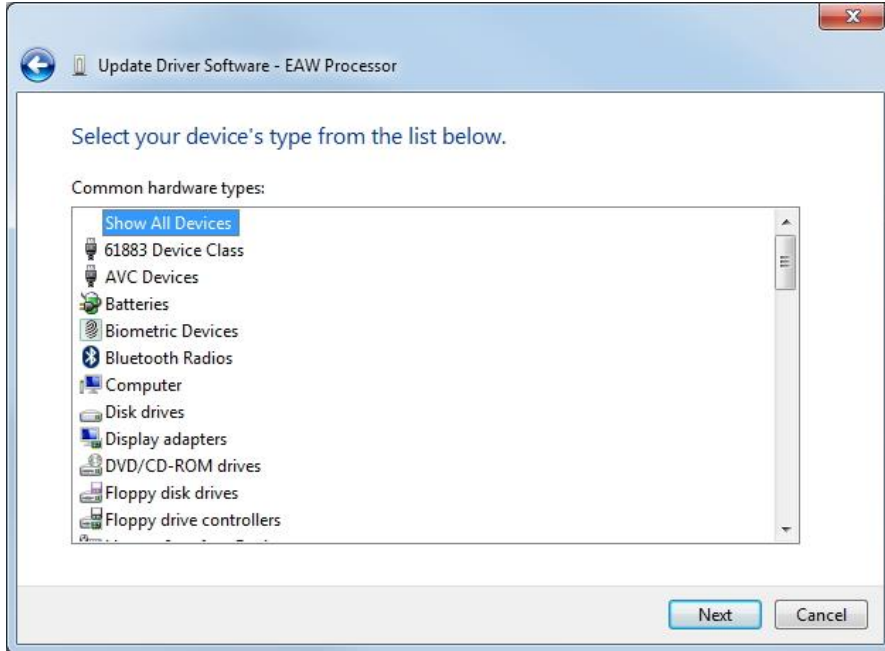 Update Driver Software - EAW Processor
Select your device's type from the list below.
Common hardware types:
Show All Devices
61883 Device Class
AVC Devices
Batteries
Biometric Devices
Bluetooth Radios
Computer
Disk drives
Display adapters
DVD/CD-ROM drives
Floppy disk drives
Floppy drive controllers
Next Cancel